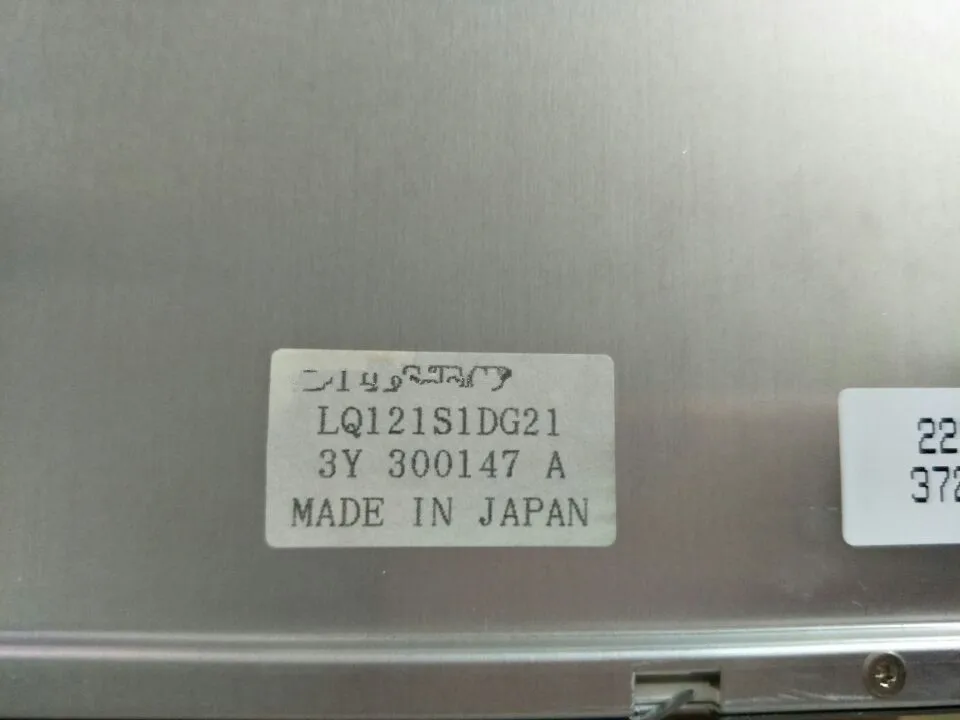 LQ121S1DG21
3Y 300147 A
MADE IN JAPAN
22
372